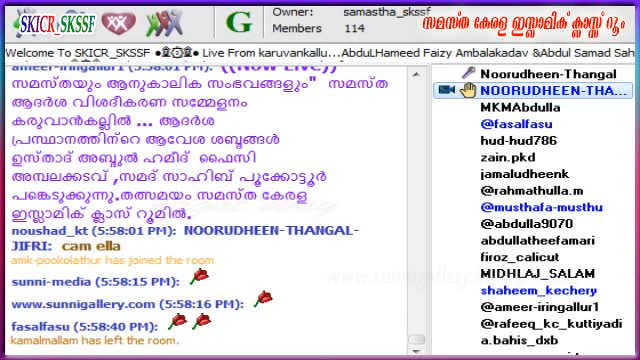 SKICR_SKSSF
Owner: samastha_skssf
Members 114
സമസ്ത കേരള ഇസ്ലാമിക് ക്ലാസ്സ് റൂം
Welcome To SKICR_SKSSF Live From karuvankallu...AbduLHameed Faizy Ambalakadav &Abdul Samad Sah
ameer-iringallur1 (5:58:01 PM): ((Now Live))
സമസ്തയും ആനുകാലിക സംഭവങ്ങളും" സമസ്ത
ആദർശ വിശദീകരണ സമ്മേളനം
കരുവാൻകല്ലിൽ ... ആദർശ
പ്രസ്ഥാനത്തിന്റെ ആവേശ ശബ്ദങ്ങൾ
ഉസ്താദ് അബ്ദുൽ ഹമീദ് ഫൈസി
അമ്പലക്കടവ് ,സമദ് സാഹിബ് പൂക്കോട്ടൂർ
പങ്കെടുക്കുന്നു.തത്സമയം സമസ്ത കേരള
ഇസ്ലാമിക് ക്ലാസ് റൂമിൽ.
noushad_kt (5:58:01 PM): NOORUDHEEN-THANGAL-
JIFRI: cam ella
amk-pookolathur has joined the room
sunni-media (5:58:15 PM):
www.sunnigallery.com (5:58:16 PM):
fasalfasu (5:58:40 PM):
kamalmallam has left the room.
Noorudheen-Thangal
NOORUDHEEN-THA...
MKMAbdulla
@fasalfasu
hud-hud786
zain.pkd
jamaludheenk
@rahmathulla.m
@musthafa-musthu
@abdulla9070
abdullatheefamari
firoz_calicut
MIDHLAJ_SALAM
shaheem_kechery
@ameer-iringallur1
@rafeeq_kc_kuttiyadi
a.bahis_dxb